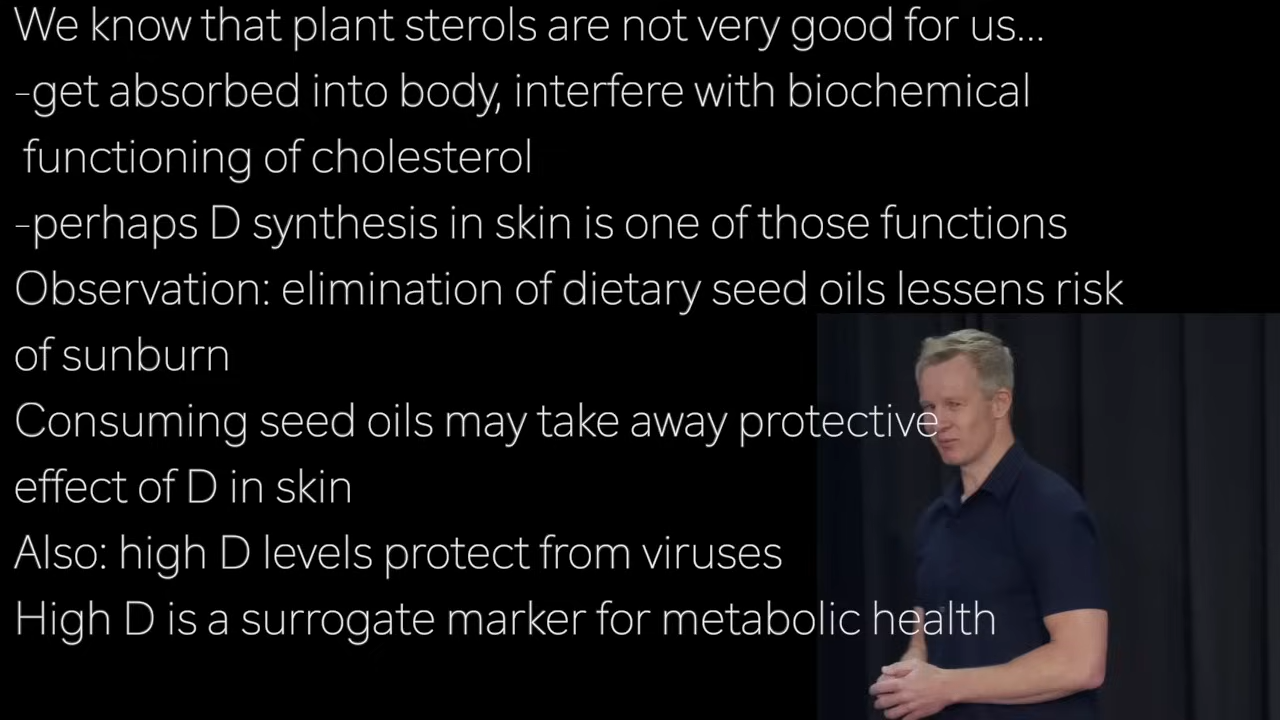 We know that plant sterols are not very good for us...
-get absorbed into body, interfere with biochemical
functioning of cholesterol
-perhaps D synthesis in skin is one of those functions
Observation: elimination of dietary seed oils lessens risk
of sunburn
Consuming seed oils may take away protective
effect of D in skin
Also: high D levels protect from viruses
High D is a surrogate marker for metabolic health